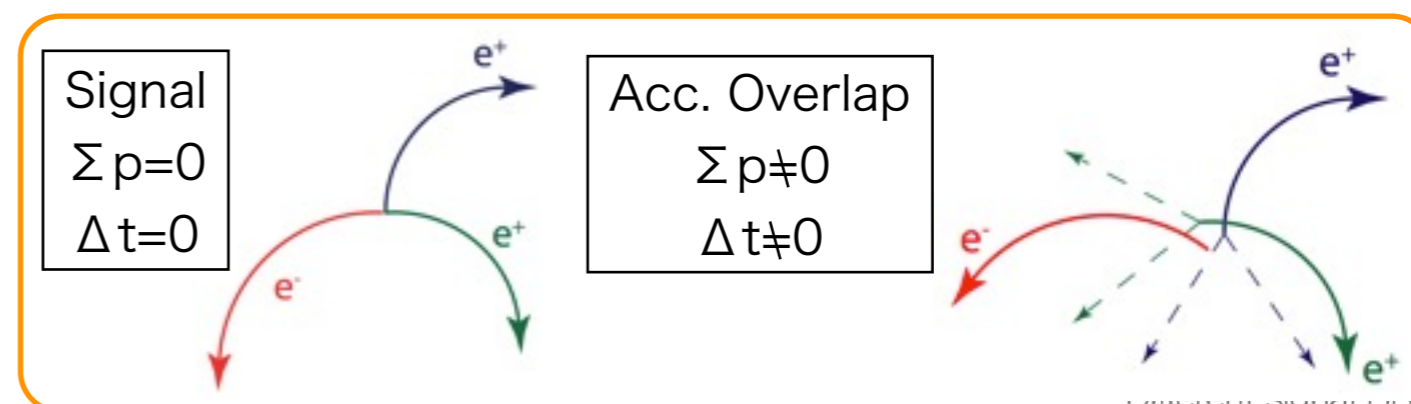 Signal
Σp=0
Δt=0
e⁺
e⁺
e⁻
Acc. Overlap
Σp≠0
Δt≠0
e⁺
e⁻
e⁺